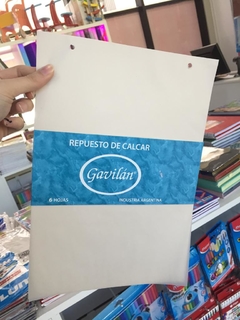 REPUESTO DE CALCAR
Gavilán
6 HOJAS INDUSTRIA ARGENTINA